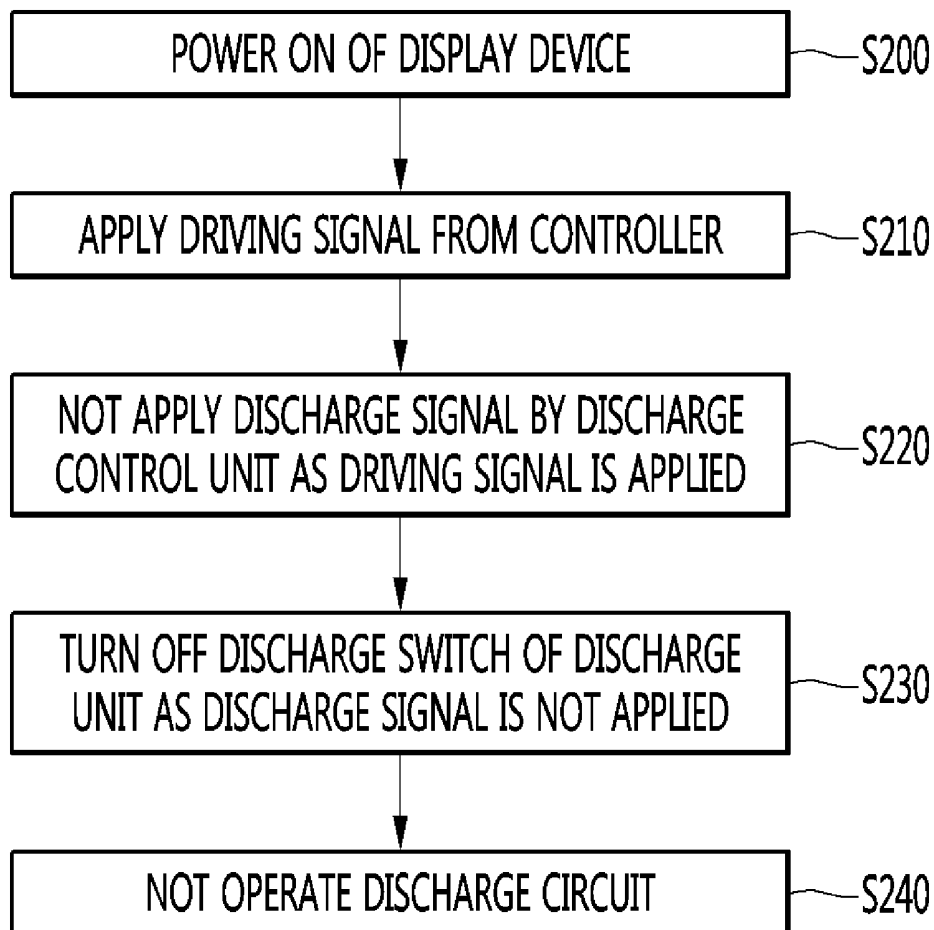 POWER ON OF DISPLAY DEVICE
S200
APPLY DRIVING SIGNAL FROM CONTROLLER
S210
NOT APPLY DISCHARGE SIGNAL BY DISCHARGE
CONTROL UNIT AS DRIVING SIGNAL IS APPLIED
S220
TURN OFF DISCHARGE SWITCH OF DISCHARGE
UNIT AS DISCHARGE SIGNAL IS NOT APPLIED
S230
NOT OPERATE DISCHARGE CIRCUIT
S240